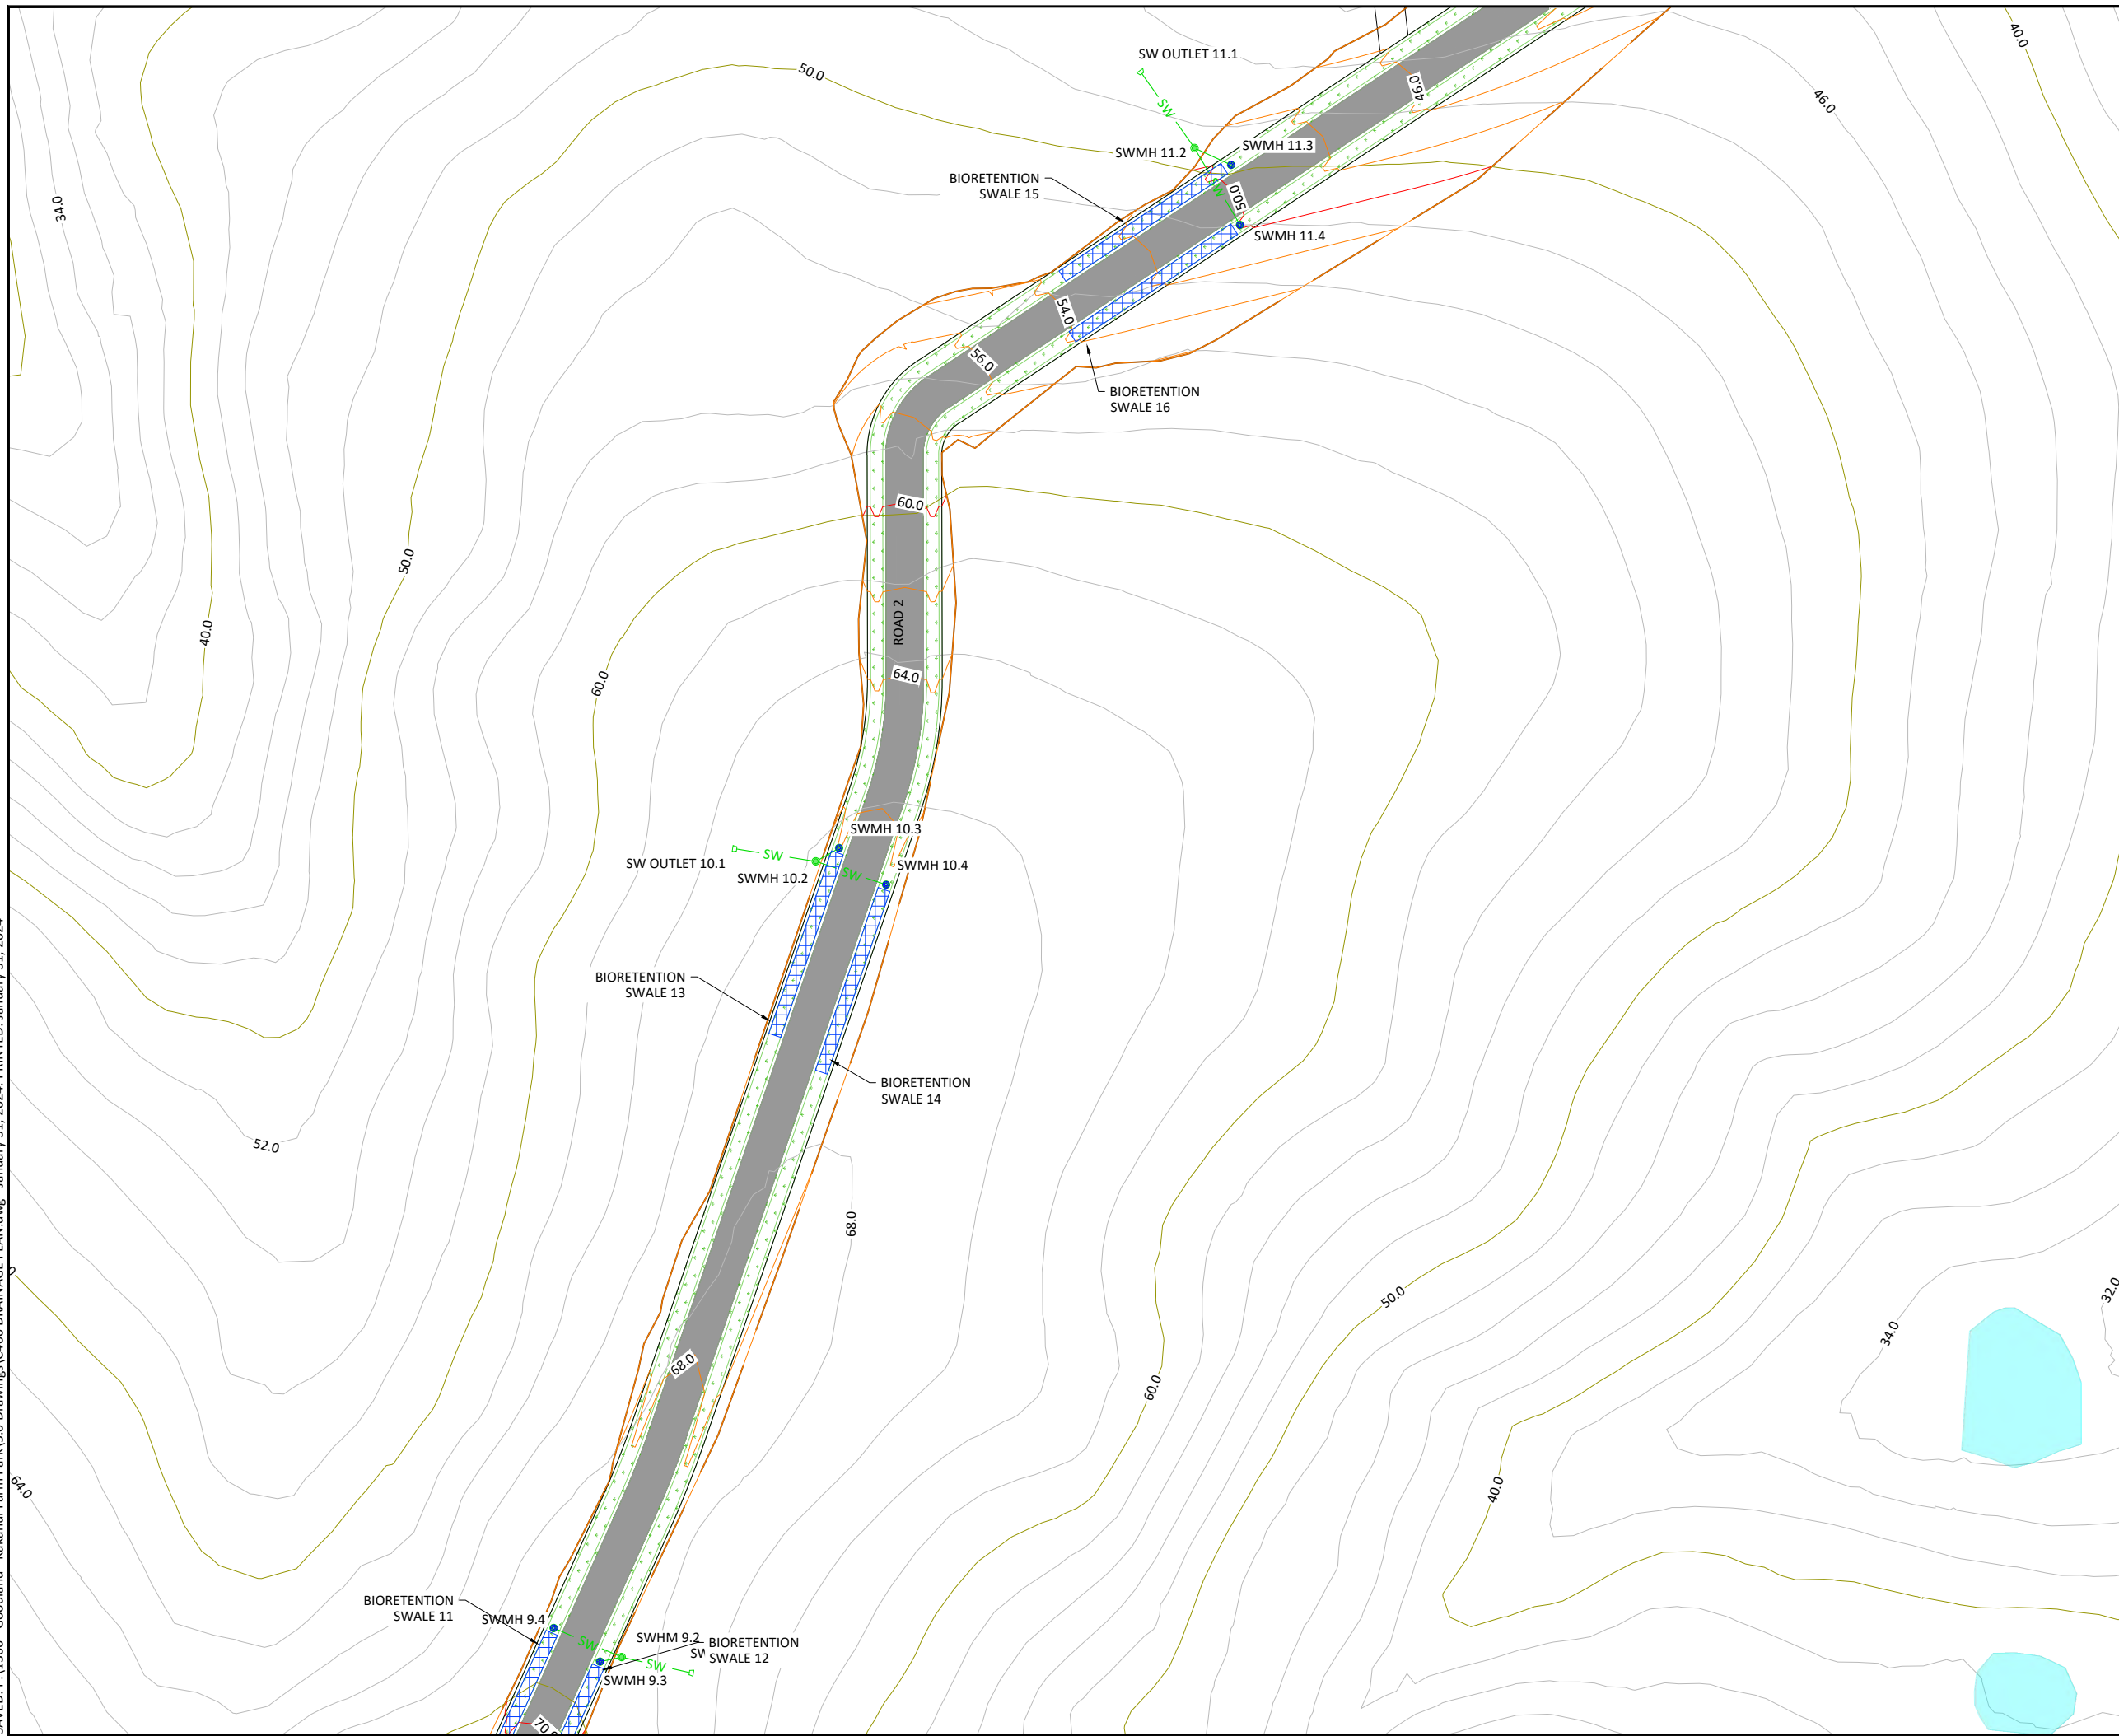 40.0
50.0
SW OUTLET 11.1
46.0
46.0
SW
SWMH 11.3
SWMH 11.2
BIORETENTION
SWALE 15
34.0
50.0
SWMH 11.4
54.0
56.0
BIORETENTION
SWALE 16
60.0
50.0
ROAD 2
40.0
64.0
60.0
SWMH 10.3
SW
SW OUTLET 10.1
SWMH 10.4
SWMH 10.2
SW
BIORETENTION
SWALE 13
BIORETENTION
SWALE 14
52.0
68.0
50.0
32.0
34.0
68.0
60.0
64.0
40.0
BIORETENTION
SWALE 11
SWMH 9.4
SWHM 9.2
SW
BIORETENTION
SWALE 12
SW
SWMH 9.3